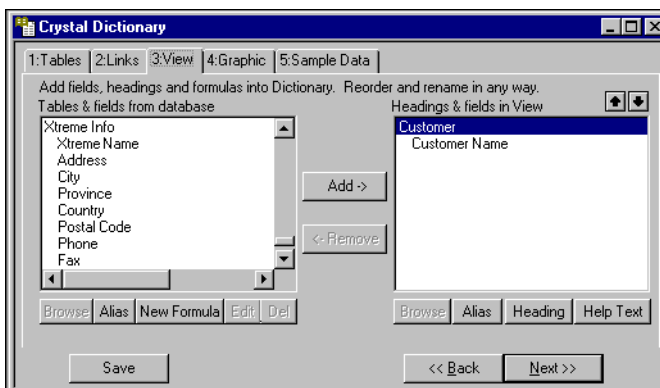 Crystal Dictionary
1:Tables 2:Links 3:View 4:Graphic 5:Sample Data
Add fields, headings and formulas into Dictionary. Reorder and rename in any way.
Tables & fields from database
Headings & fields in View
Xtreme Info
Xtreme Name
Address
City
Province
Country
Postal Code
Phone
Fax
Add ->
<- Remove
Customer
Customer Name
Browse Alias New Formula Edit Del
Browse Alias Heading Help Text
Save << Back Next >>